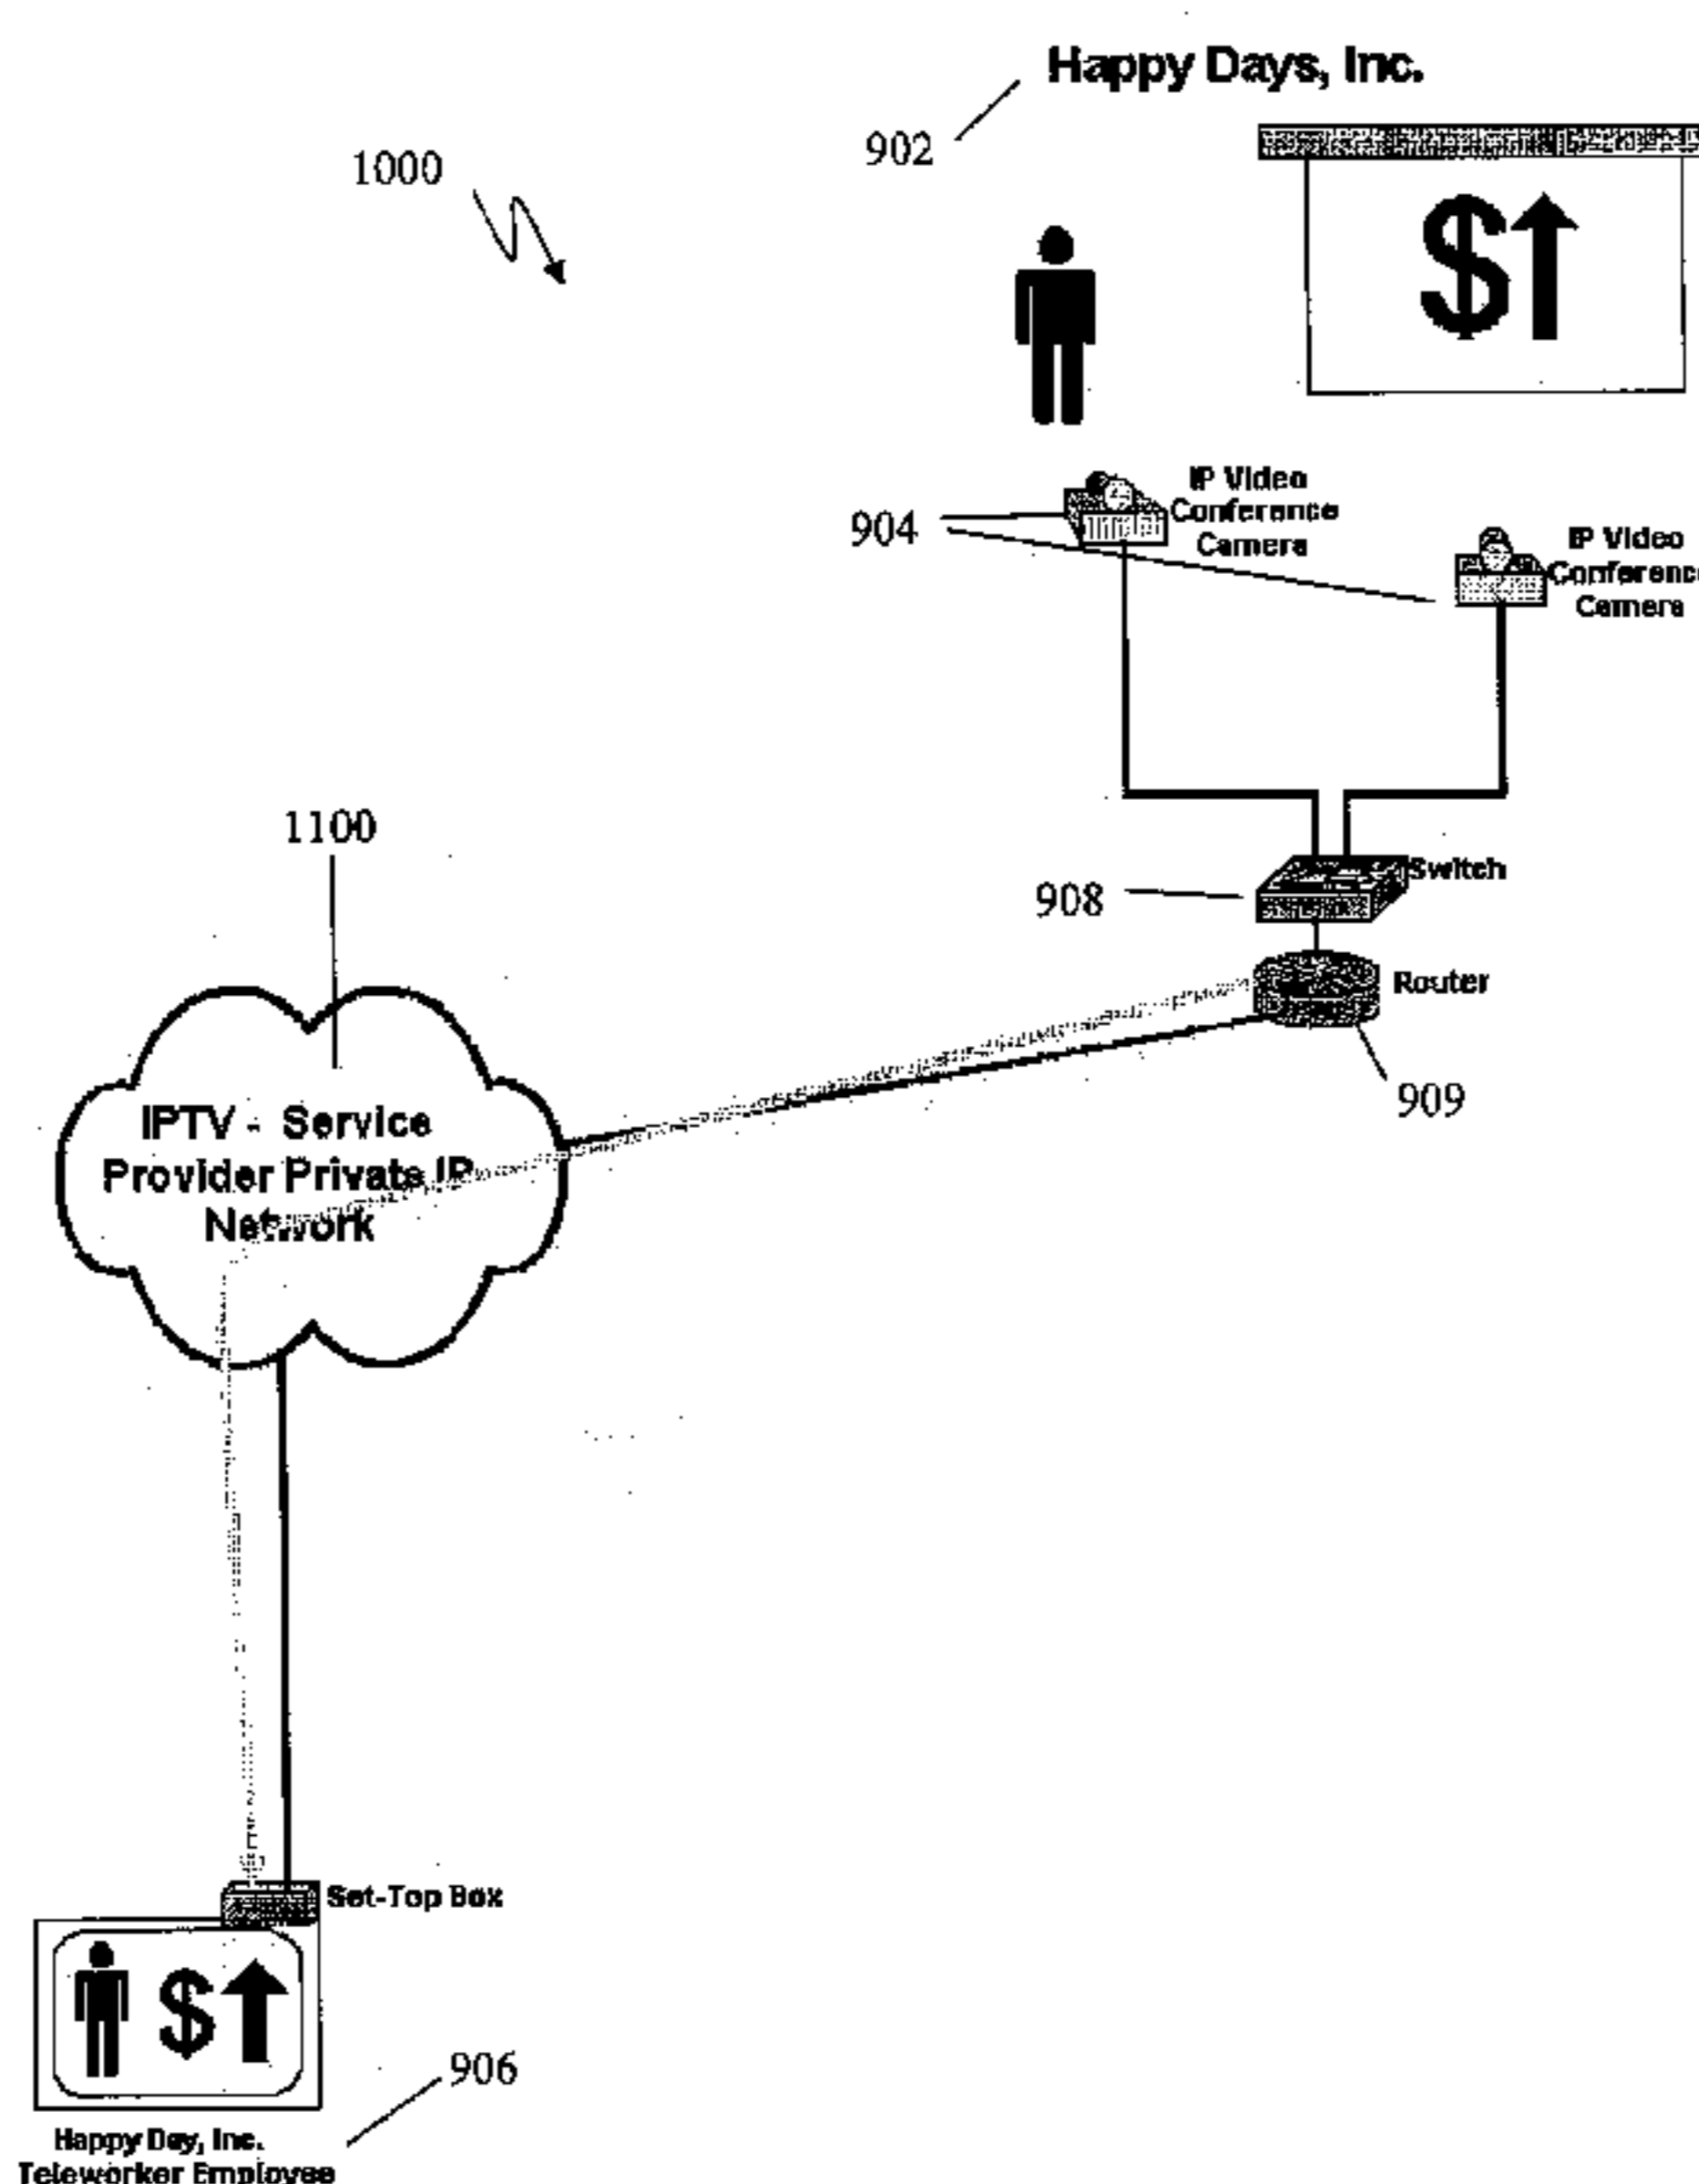 Happy Days, Inc.
902
1000
$
IP Video
Conference
Camera
904
IP Video
Conference
Camera
1100
Switch
908
Router
909
IPTV - Service
Provider Private IP
Network
Set-Top Box
$
906
Happy Day, Inc.
Teleworker Employee